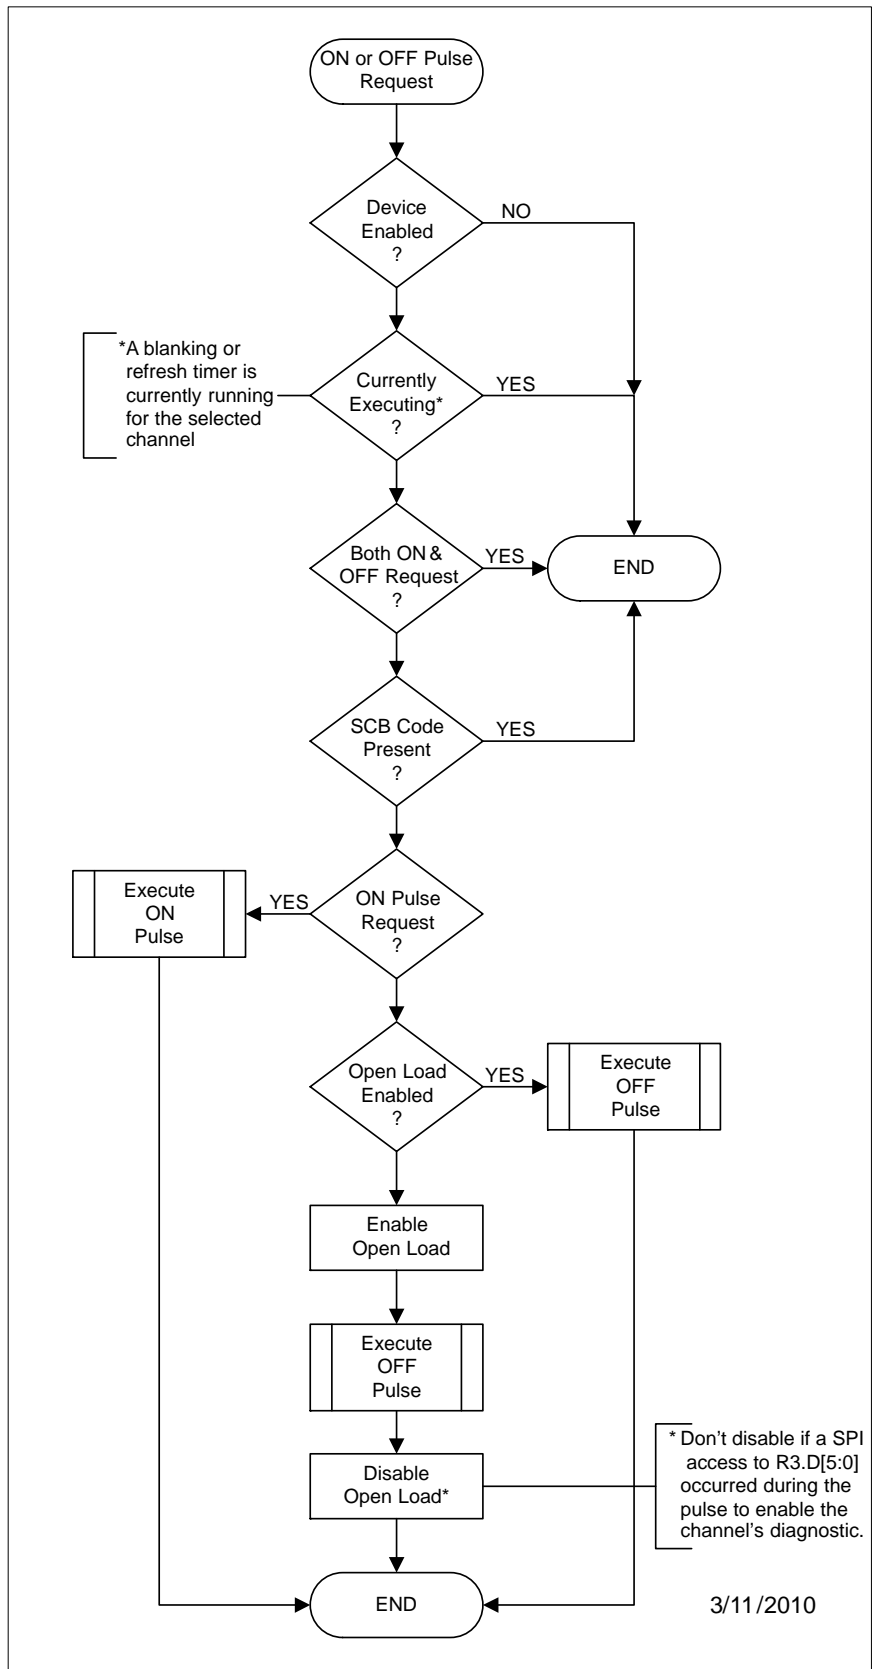 ON or OFF Pulse
Request
Device
Enabled
?
NO
*A blanking or
refresh timer is
currently running
for the selected
channel
Currently
Executing*
?
YES
Both ON &
OFF Request
?
YES
END
SCB Code
Present
?
YES
Execute
ON
Pulse
YES
ON Pulse
Request
?
Open Load
Enabled
?
YES
Execute
OFF
Pulse
Enable
Open Load
Execute
OFF
Pulse
Disable
Open Load*
* Don't disable if a SPI
access to R3.D[5:0]
occurred during the
pulse to enable the
channel's diagnostic.
END
3/11/2010